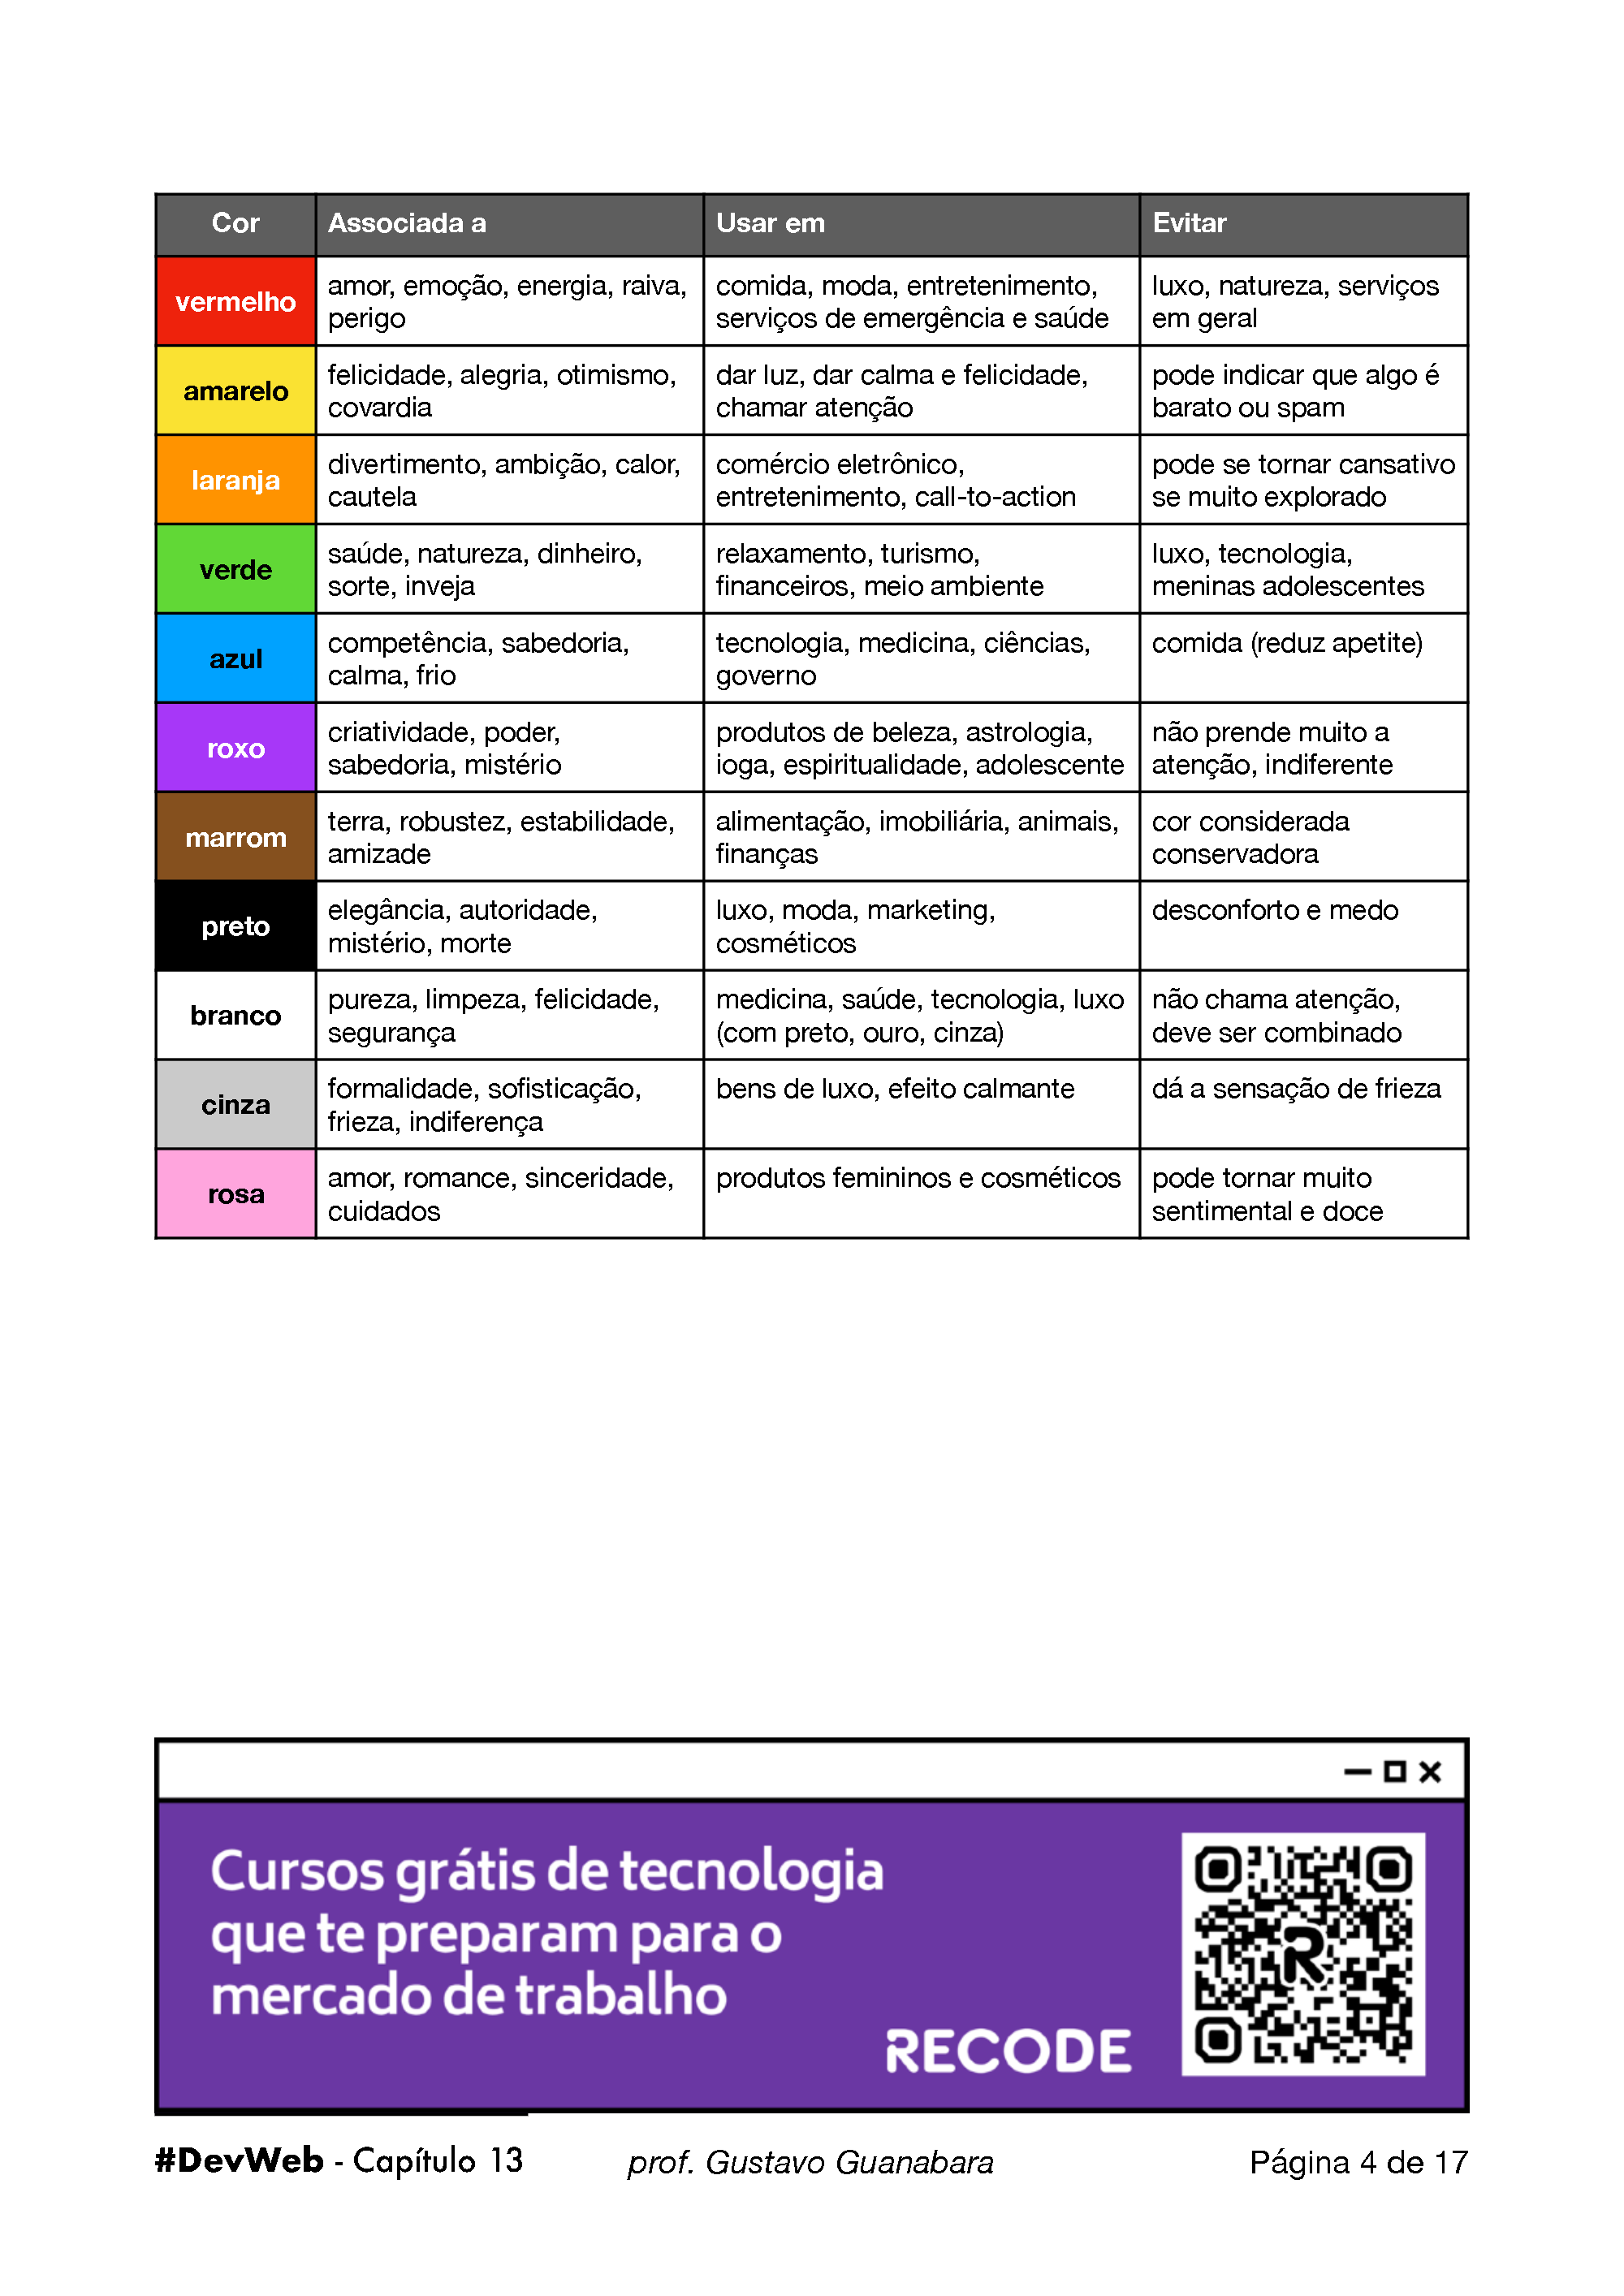 Cor Associada a Usar em Evitar
vermelho
amor, emoção, energia, raiva,
perigo
comida, moda, entretenimento,
serviços de emergência e saúde
luxo, natureza, serviços
em geral
amarelo
felicidade, alegria, otimismo,
covardia
dar luz, dar calma e felicidade,
chamar atenção
pode indicar que algo é
barato ou spam
laranja
divertimento, ambição, calor,
cautela
comércio eletrônico,
entretenimento, call-to-action
pode se tornar cansativo
se muito explorado
verde
saúde, natureza, dinheiro,
sorte, inveja
relaxamento, turismo,
financeiros, meio ambiente
luxo, tecnologia,
meninas adolescentes
azul
competência, sabedoria,
calma, frio
tecnologia, medicina, ciências,
governo
comida (reduz apetite)
roxo
criatividade, poder,
sabedoria, mistério
produtos de beleza, astrologia,
ioga, espiritualidade, adolescente
não prende muito a
atenção, indiferente
marrom
terra, robustez, estabilidade,
amizade
alimentação, imobiliária, animais,
finanças
cor considerada
conservadora
preto
elegância, autoridade,
mistério, morte
luxo, moda, marketing,
cosméticos
desconforto e medo
branco
pureza, limpeza, felicidade,
segurança
medicina, saúde, tecnologia, luxo
(com preto, ouro, cinza)
não chama atenção,
deve ser combinado
cinza
formalidade, sofisticação,
frieza, indiferença
bens de luxo, efeito calmante
dá a sensação de frieza
rosa
amor, romance, sinceridade,
cuidados
produtos femininos e cosméticos
pode tornar muito
sentimental e doce
Cursos grátis de tecnologia
que te preparam para o
mercado de trabalho
RECODE
R
#DevWeb - Capítulo 13 prof. Gustavo Guanabara Página 4 de 17